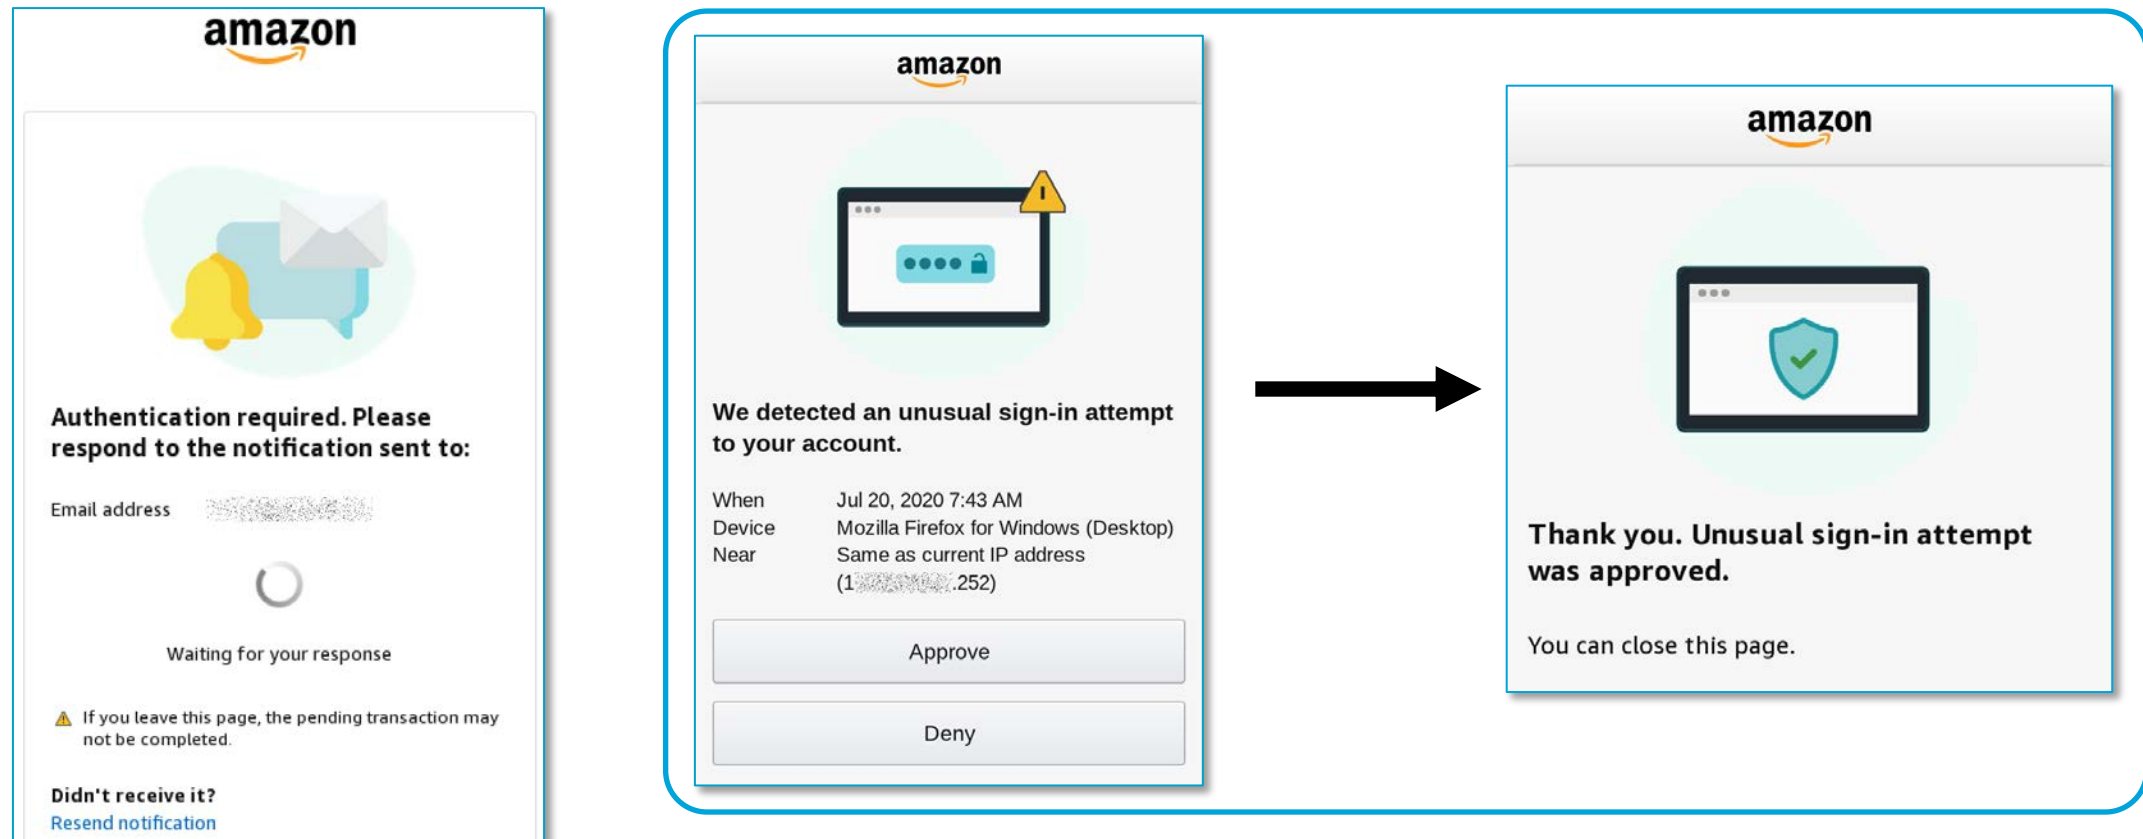 amazon
Authentication required. Please
respond to the notification sent to:
Email address
Waiting for your response
If you leave this page, the pending transaction may
not be completed.
Didn't receive it?
Resend notification
amazon
We detected an unusual sign-in attempt
to your account.
When Jul 20, 2020 7:43 AM
Device Mozilla Firefox for Windows (Desktop)
Near Same as current IP address
(1 .252)
Approve
Deny
amazon
Thank you. Unusual sign-in attempt
was approved.
You can close this page.